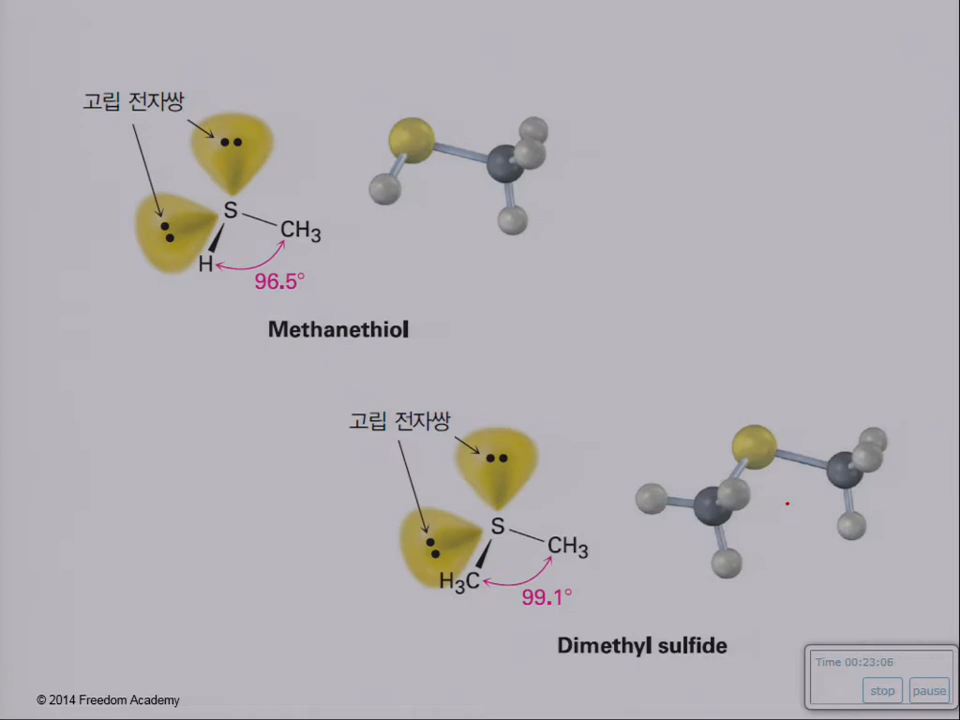 고립 전자쌍
S
CH₃
H
96.5°
Methanethiol
고립 전자쌍
S
CH₃
H₃C
99.1°
Dimethyl sulfide
Time 00:23:06
stop pause
© 2014 Freedom Academy